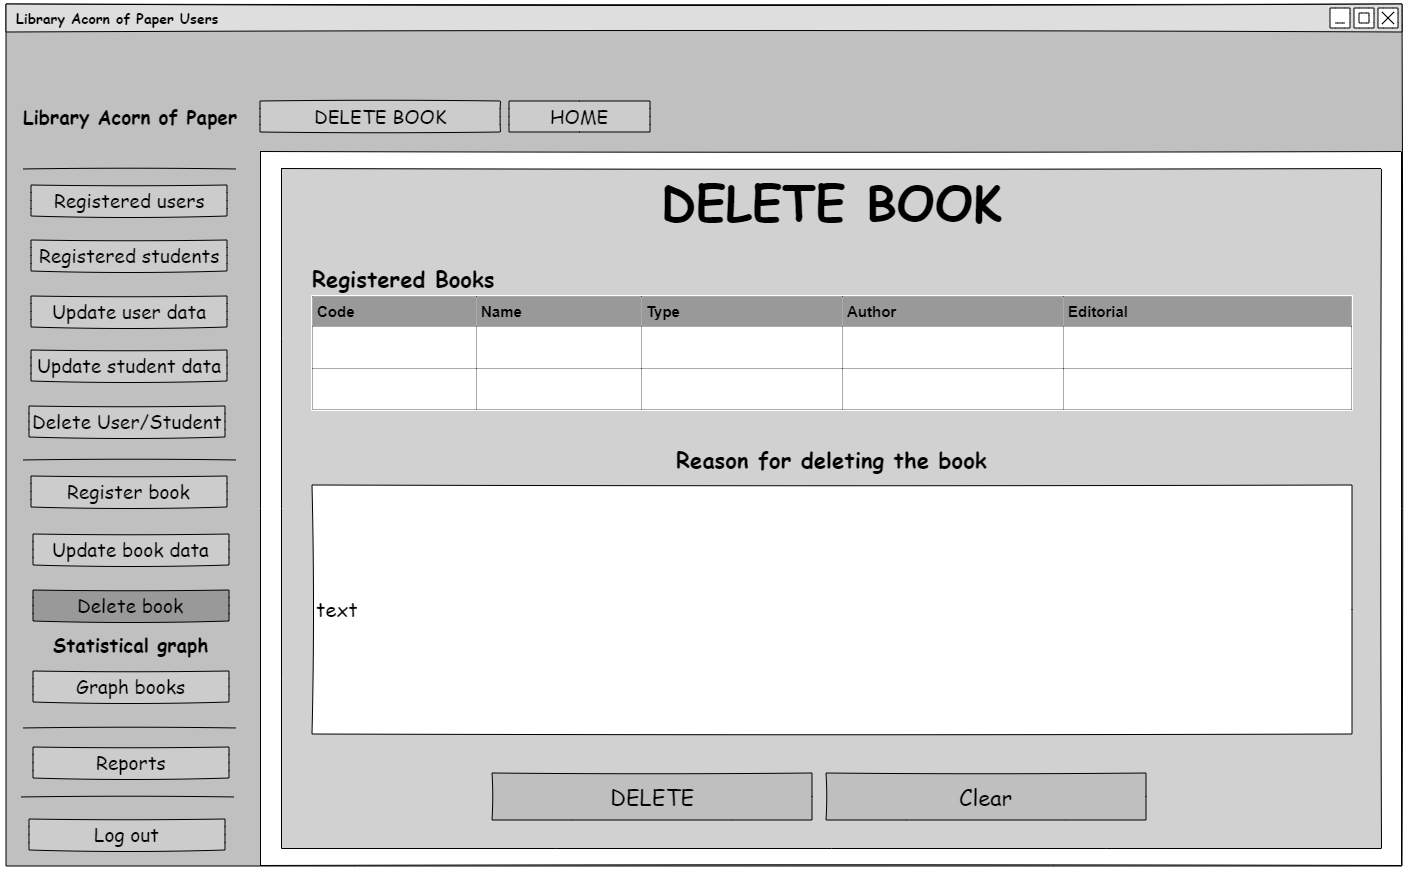 Library Acorn of Paper Users
Library Acorn of Paper
DELETE BOOK
HOME
Registered users
Registered students
Update user data
Update student data
Delete User/Student
Register book
Update book data
Delete book
Statistical graph
Graph books
Reports
Log out
DELETE BOOK
Registered Books
Code Name Type Author Editorial
Reason for deleting the book
text
DELETE
Clear